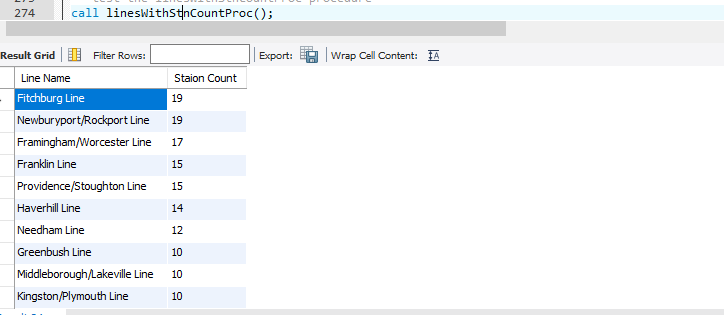 274 call linesWithStnCountProc();
Result Grid Filter Rows: Export: Wrap Cell Content: IA
Line Name Staion Count
Fitchburg Line 19
Newburyport/Rockport Line 19
Framingham/Worcester Line 17
Franklin Line 15
Providence/Stoughton Line 15
Haverhill Line 14
Needham Line 12
Greenbush Line 10
Middleborough/Lakeville Line 10
Kingston/Plymouth Line 10